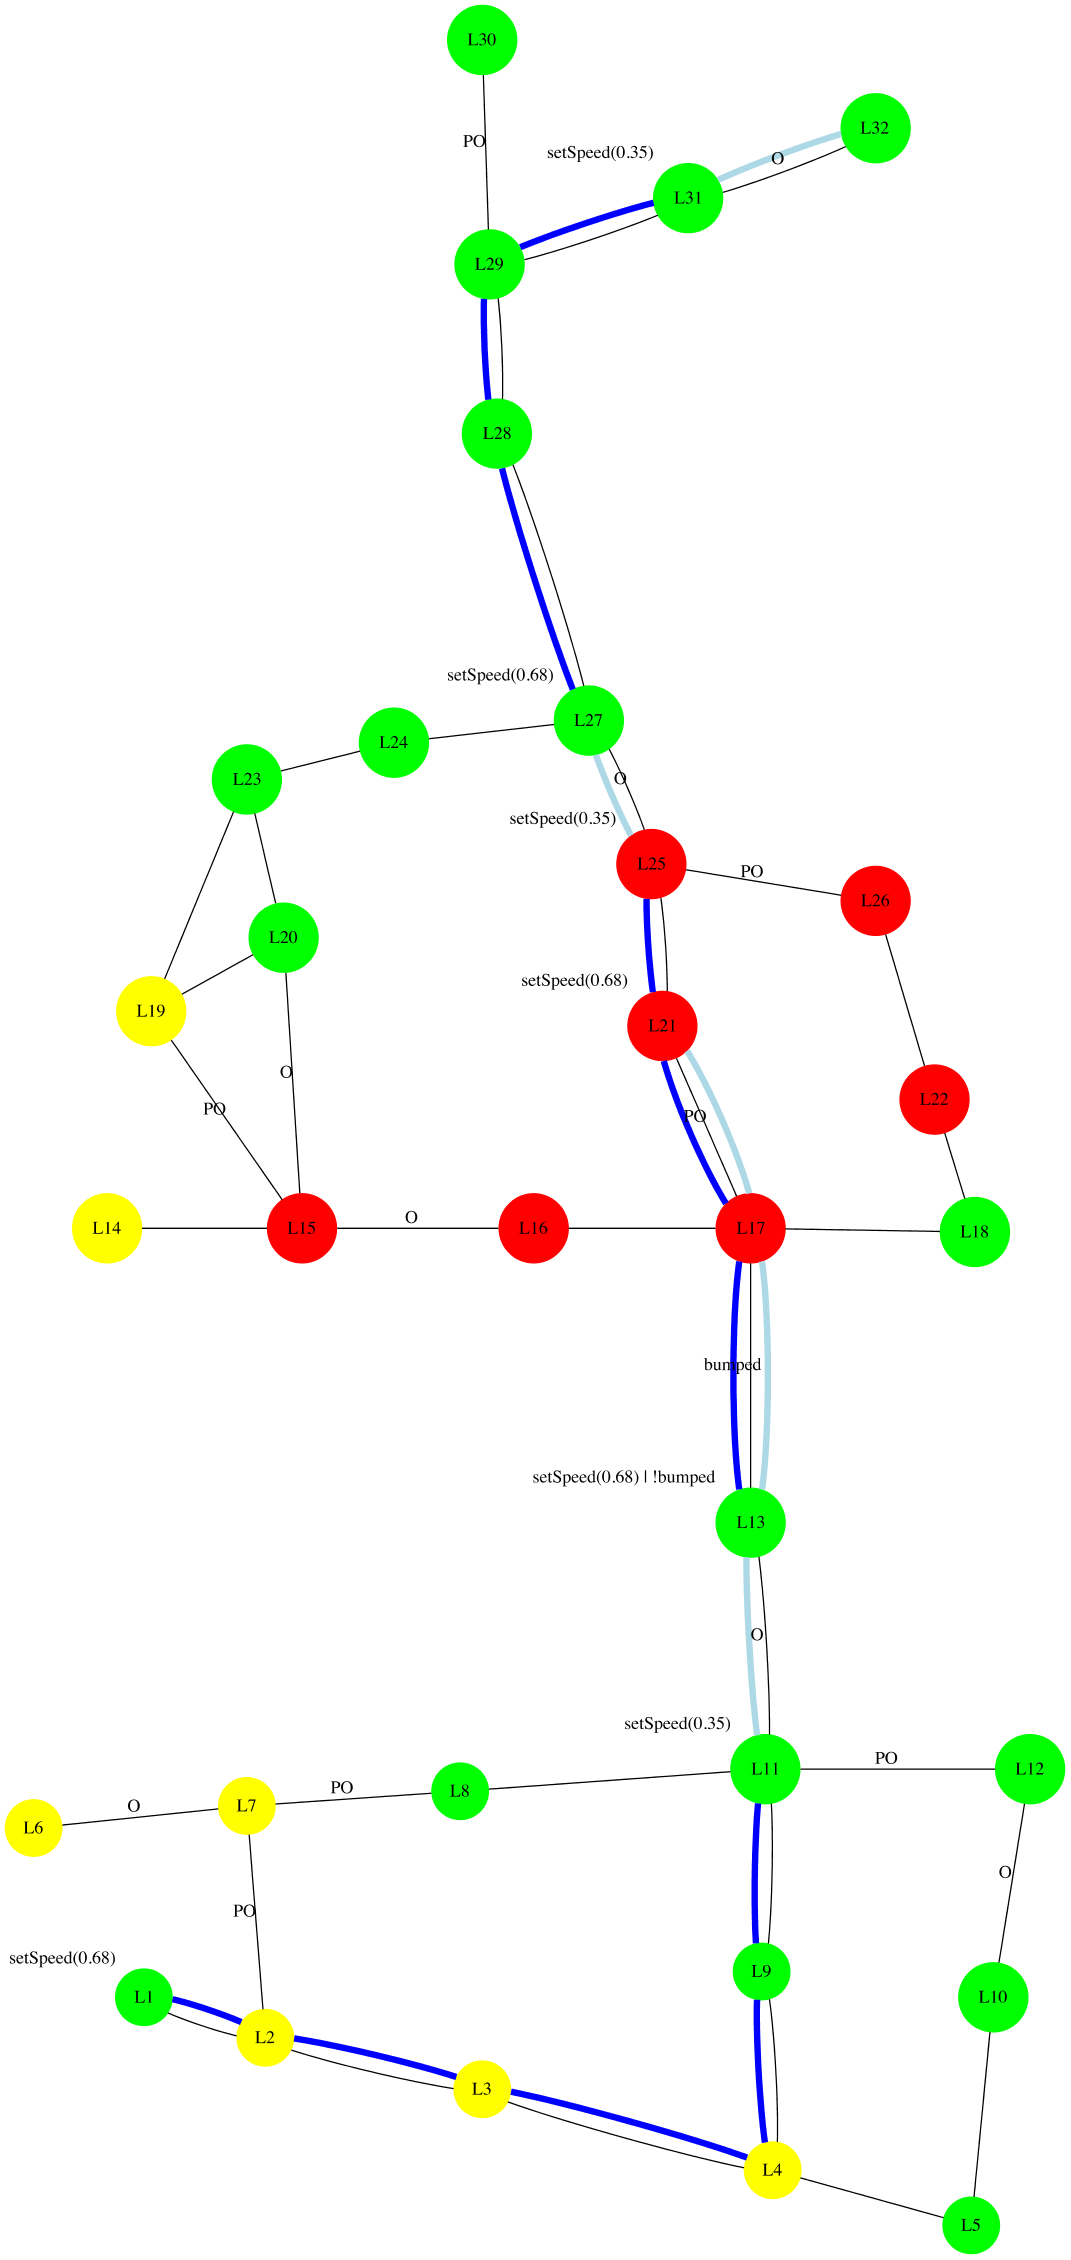 L30
L32
O
PO
setSpeed(0.35)
L31
L29
L28
setSpeed(0.68)
L27
L24
L23
O
setSpeed(0.35)
L25
PO
L26
L20
setSpeed(0.68)
L19
L21
O
L22
PO
PO
L14
L15
O
L16
L17
L18
bumped
setSpeed(0.68) | !bumped
L13
O
setSpeed(0.35)
L11
PO
L12
L8
PO
L7
O
L6
O
PO
setSpeed(0.68)
L9
L1
L10
L2
L3
L4
L5